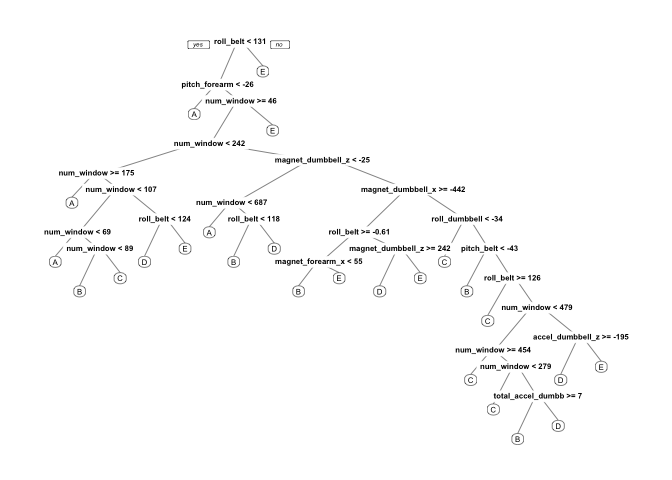 yes roll_belt < 131 no
E
pitch_forearm < -26
num_window >= 46
A
E
num_window < 242
magnet_dumbbell_z < -25
num_window >= 175
num_window < 107
magnet_dumbbell_x >= -442
A
num_window < 687
roll_belt < 124
roll_belt < 118
roll_dumbbell < -34
num_window < 69
A
roll_belt >= -0.61
num_window < 89
E
D
magnet_dumbbell_z >= 242
pitch_belt < -43
A
C
D
B
magnet_forearm_x < 55
C
E
E
roll_belt >= 126
B
B
D
B
num_window < 479
C
accel_dumbbell_z >= -195
num_window >= 454
num_window < 279
E
C
D
total_accel_dumbb >= 7
C
D
B